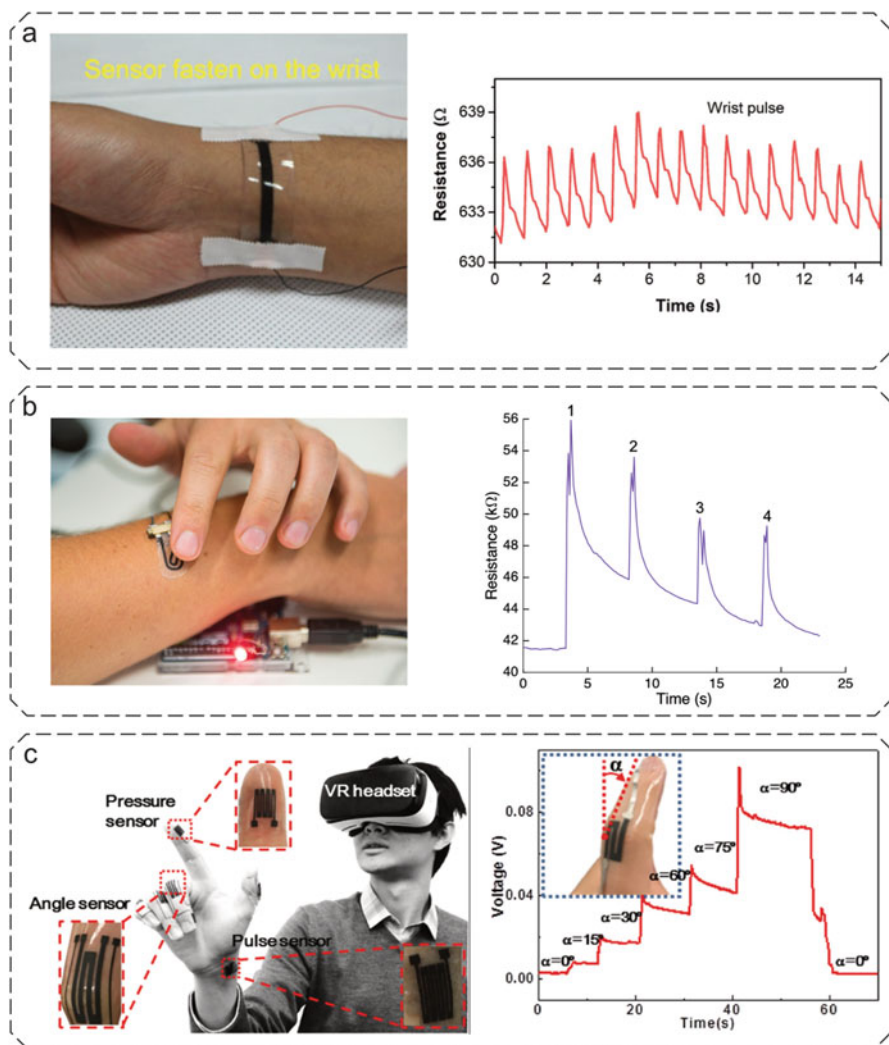 a
Sensor fasten on the wrist
Wrist pulse
Resistance (Ω
639
636
633
630
0 2 4 6 8 10 12 14
Time (s)
b
Resistance (kΩ)
56
54
52
50
48
46
44
42
40
1
2
3
4
0 5 10 15 20 25
Time (s)
c
Pressure
sensor
Angle sensor
VR headset
Pulse sensor
Voltage (V)
0.08
0.04
0.00
α
α=0°
α=15°
α=30°
α=60°
α=75°
α=90°
α=0°
0 20 40 60
Time(s)